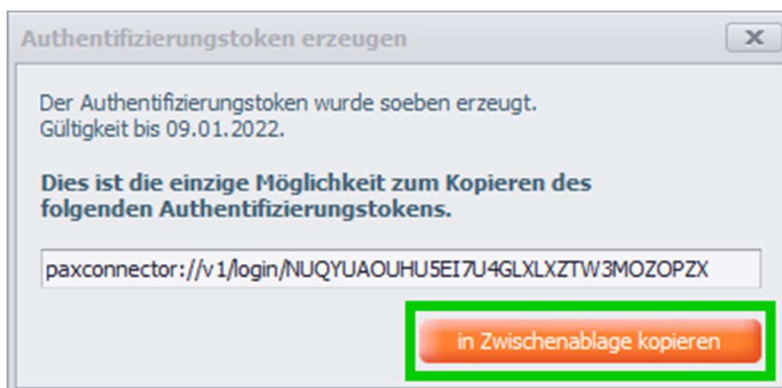 Authentifizierungstoken erzeugen
Der Authentifizierungstoken wurde soeben erzeugt.
Gültigkeit bis 09.01.2022.
Dies ist die einzige Möglichkeit zum Kopieren des
folgenden Authentifizierungstokens.
paxconnector://v1/login/NUQYUAOUHU5EI7U4GLXLXZTW3MOZOPZX
in Zwischenablage kopieren